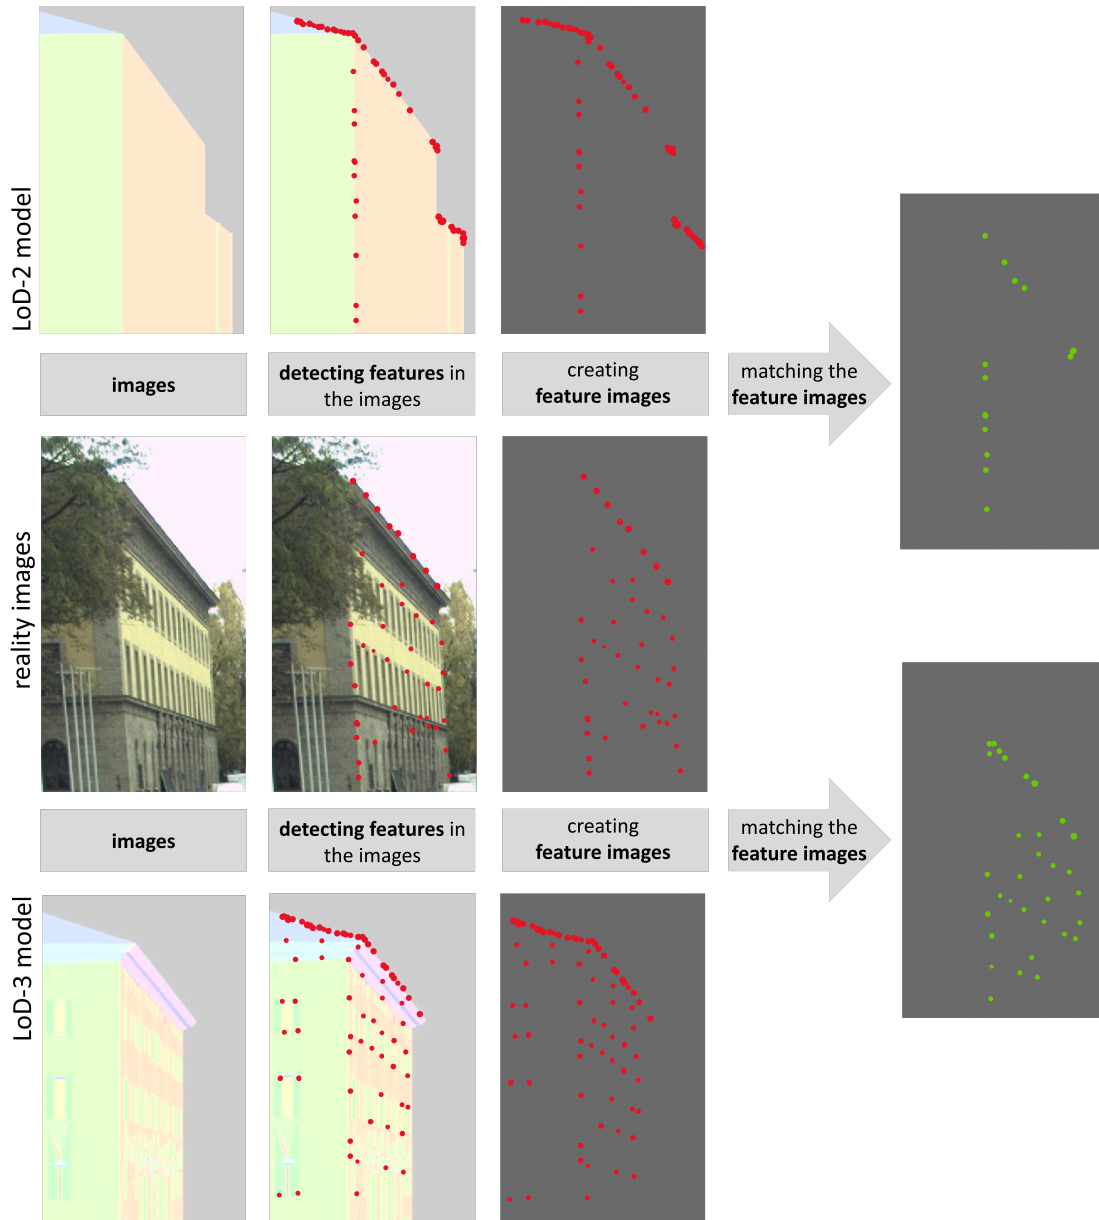 LoD-2 model
images
detecting features in
the images
creating
feature images
matching the
feature images
reality images
images
detecting features in
the images
creating
feature images
matching the
feature images
LoD-3 model